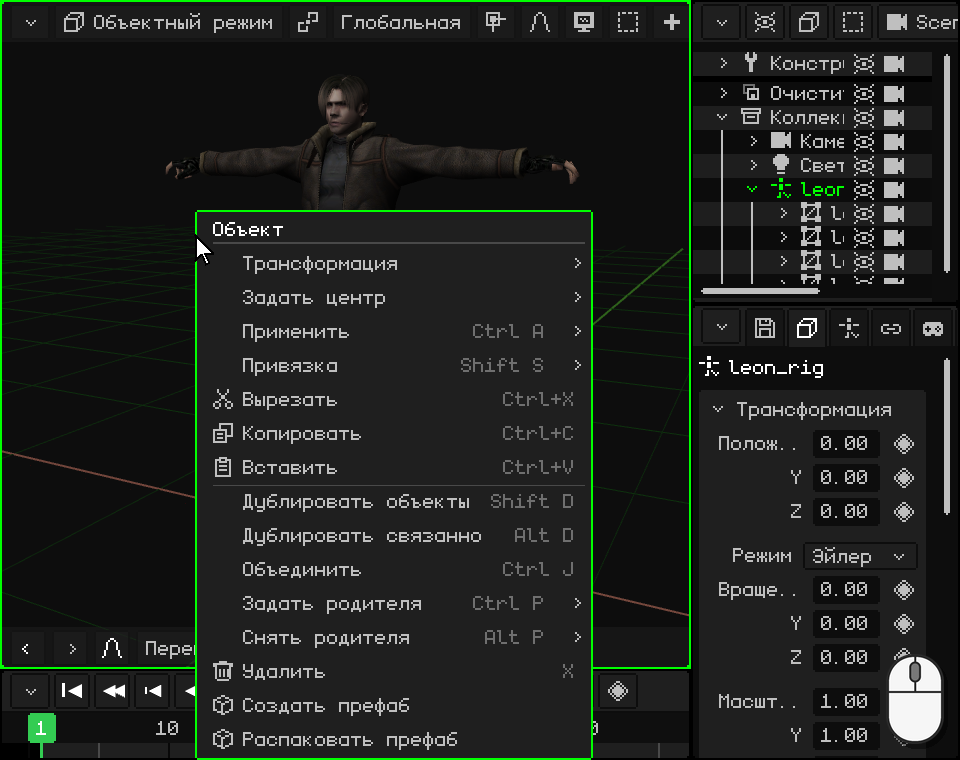 Объектный режим
Глобальная
Объект
Трансформация
Задать центр
Применить Ctrl A
Привязка Shift S
Вырезать Ctrl+X
Копировать Ctrl+C
Вставить Ctrl+V
Дублировать объекты Shift D
Дублировать связанно Alt D
Объединить Ctrl J
Задать родителя Ctrl P
Снять родителя Alt P
Удалить X
Создать префаб
Распаковать префаб
1
10
Констр
Очисти
Коллек
Каме
Свет
leon_rig
Трансформация
Полож.. 0.00
Y 0.00
Z 0.00
Режим Эйлер
Враще.. 0.00
Y 0.00
Z 0.00
Масшт.. 1.00
Y 1.00